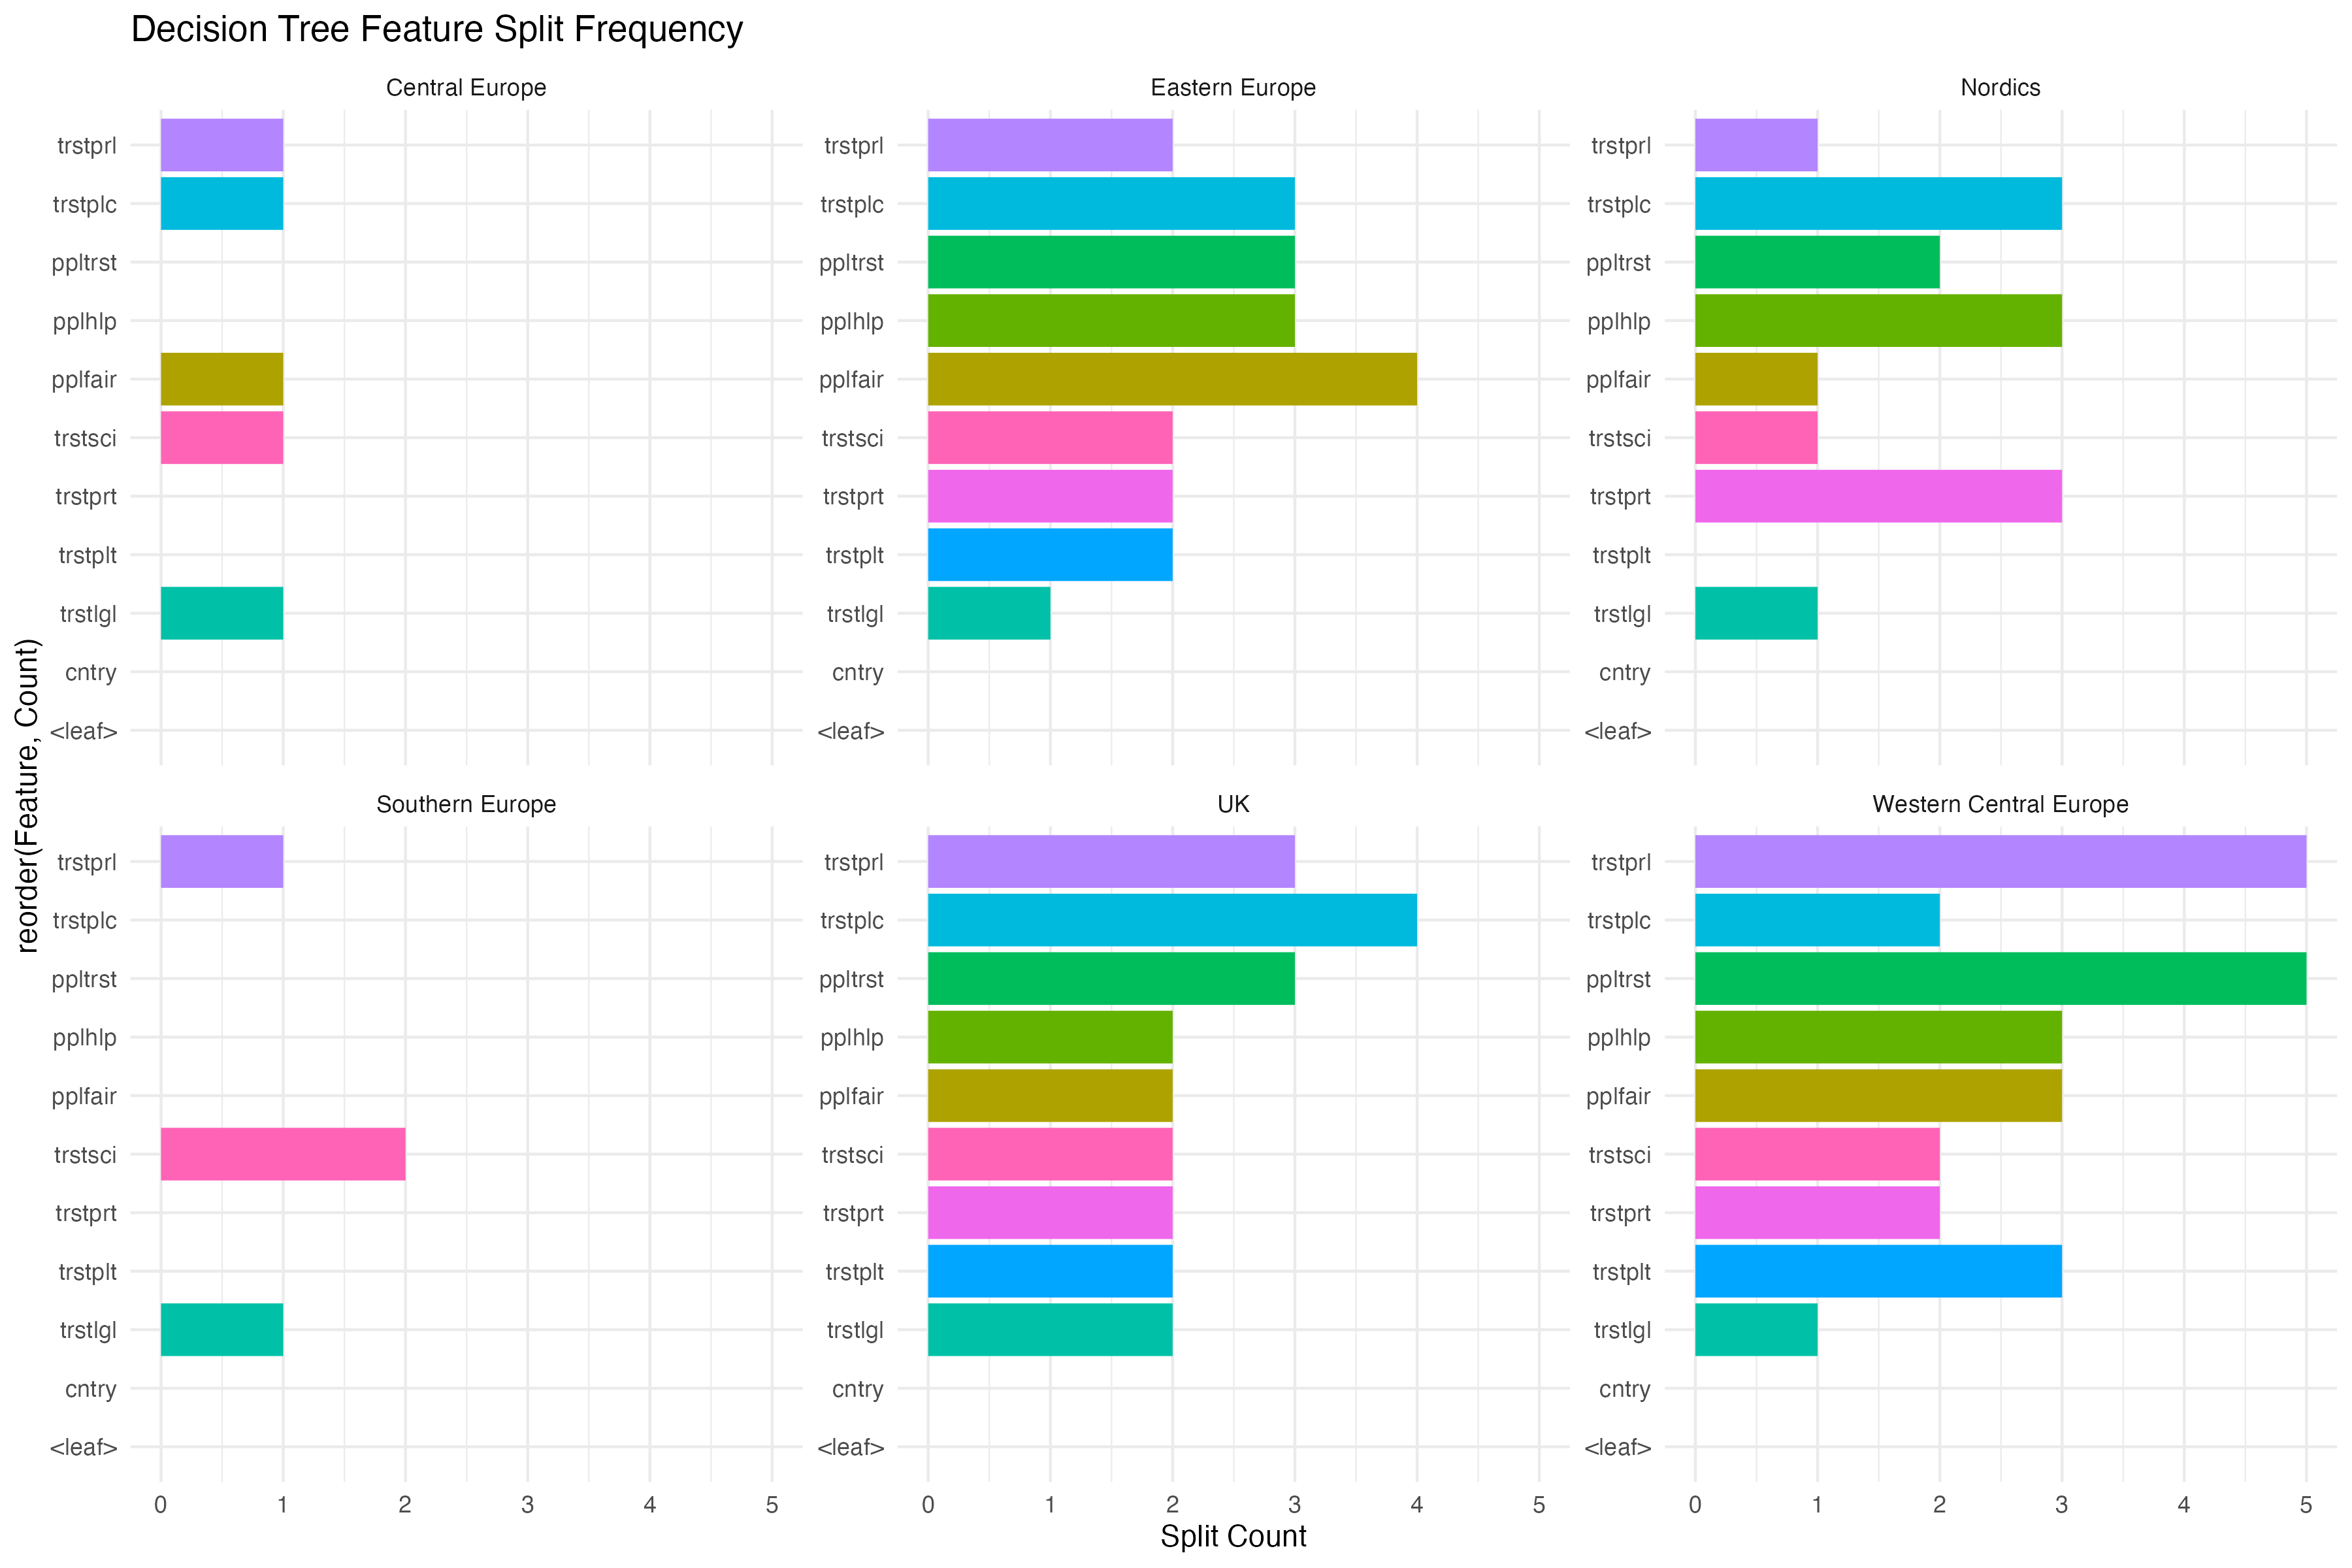 Decision Tree Feature Split Frequency
Central Europe
Eastern Europe
Nordics
trstprl
trstplc
ppltrst
pplhlp
pplfair
trstsci
trstprt
trstplt
trstlgl
cntry
<leaf>
trstprl
trstplc
ppltrst
pplhlp
pplfair
trstsci
trstprt
trstplt
trstlgl
cntry
<leaf>
trstprl
trstplc
ppltrst
pplhlp
pplfair
trstsci
trstprt
trstplt
trstlgl
cntry
<leaf>
reorder(Feature, Count)
Southern Europe
UK
Western Central Europe
trstprl
trstplc
ppltrst
pplhlp
pplfair
trstsci
trstprt
trstplt
trstlgl
cntry
<leaf>
trstprl
trstplc
ppltrst
pplhlp
pplfair
trstsci
trstprt
trstplt
trstlgl
cntry
<leaf>
trstprl
trstplc
ppltrst
pplhlp
pplfair
trstsci
trstprt
trstplt
trstlgl
cntry
<leaf>
0 1 2 3 4 5
0 1 2 3 4 5
0 1 2 3 4 5
Split Count